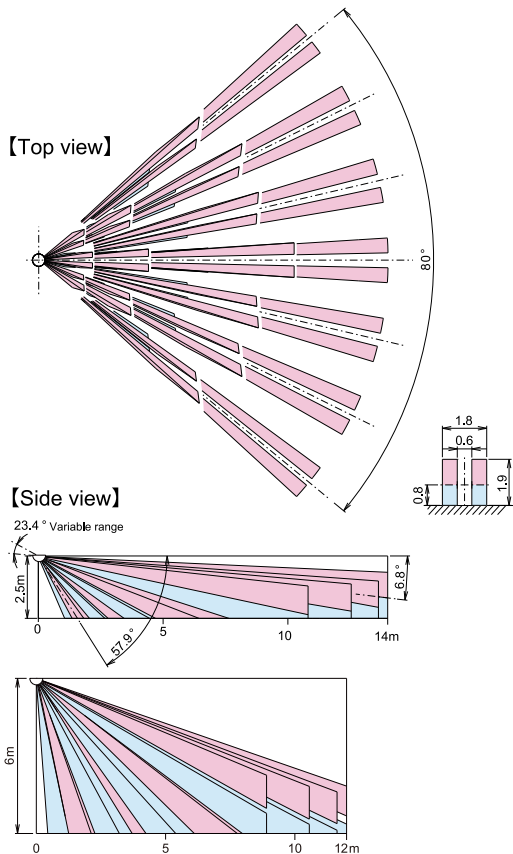 【Top view】
80°
1.8
0.6
0.8
1.9
【Side view】
23.4° Variable range
2.5m
6.8°
57.9°
0
5
10
14m
6m
0
5
10
12m